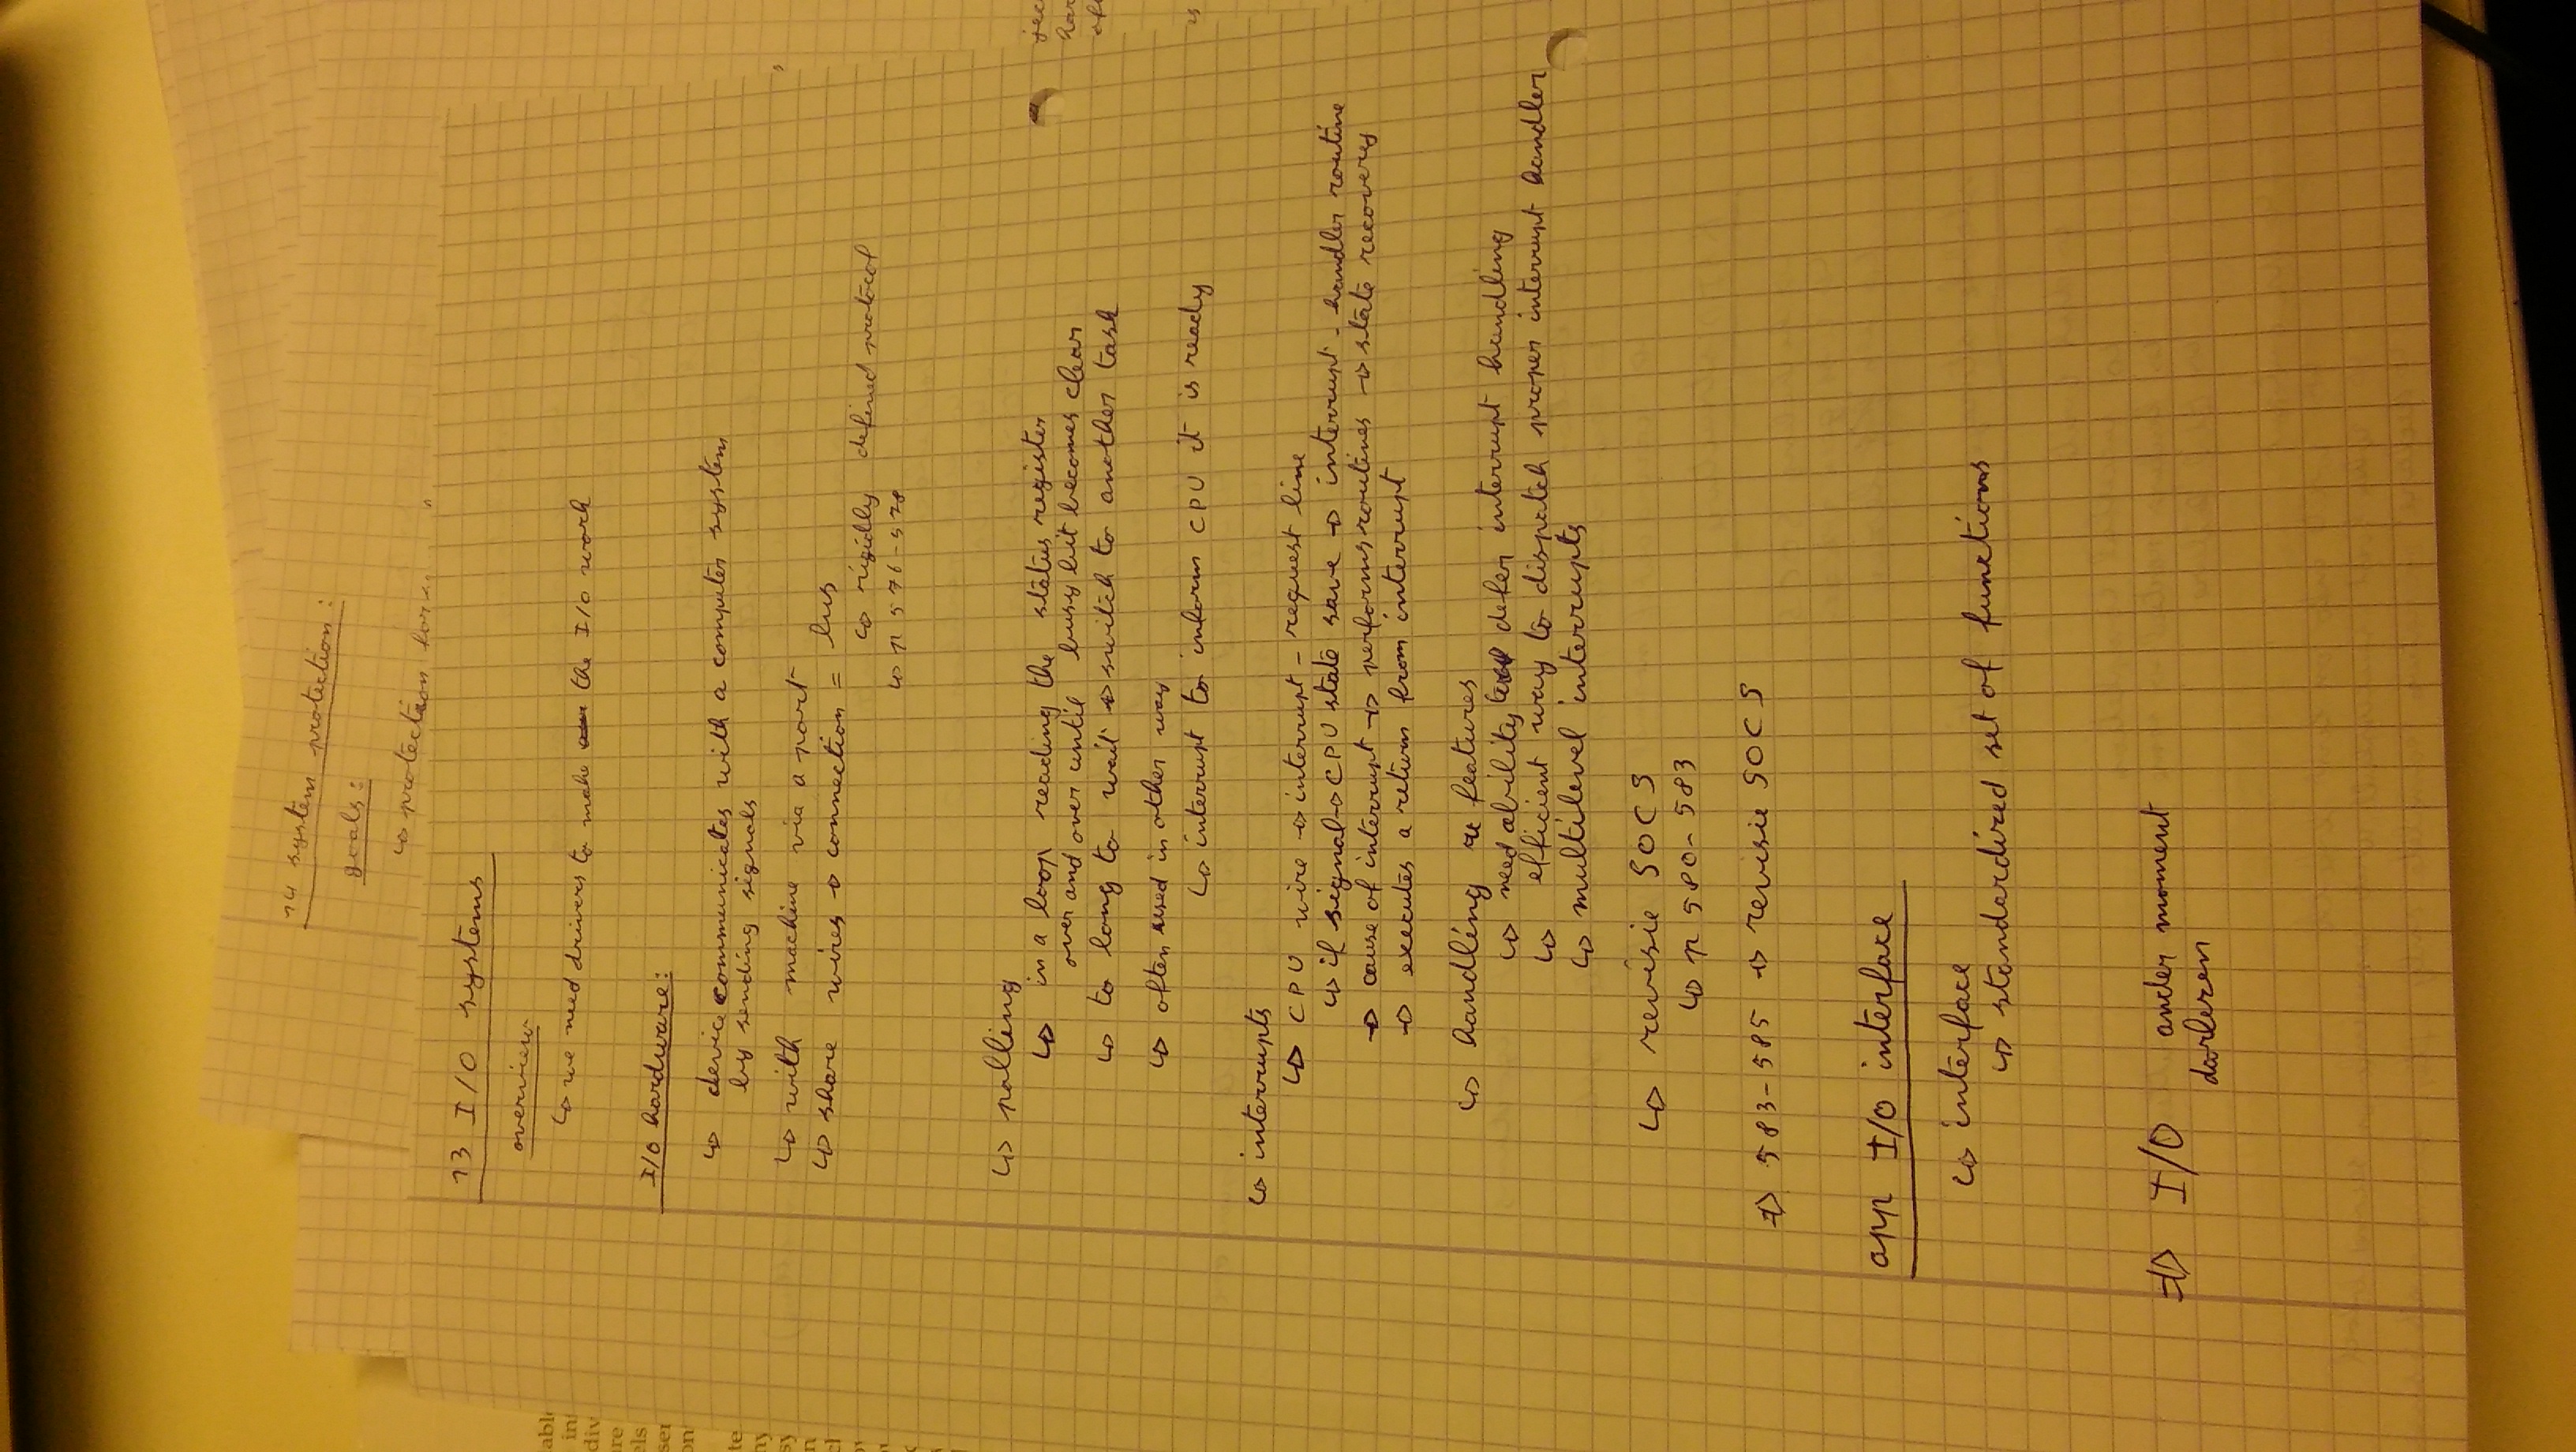 14 system protection:
goals:
↳ protection for
13 I/O systems
overview
↳ we need drivers to make the I/O work
I/O hardware:
↳ device communicates with a computer system
by sending signals
↳ with machine via a port
↳ share wires → connection = bus
↳ rigidly defined protocol
↳ p 576-578
↳ polling
↳ in a loop reading the status register
over and over until busy bit becomes clear
↳ to long to wait → switch to another task
↳ often used in other way
↳ interrupt to inform CPU it is ready
↳ interrupts
↳ CPU wire → interrupt - request line
↳ if signal → CPU state save → interrupt - handler routine
→ cause of interrupt → performs routines → state recovery
→ executes a return from interrupt
↳ handling features
↳ need ability to defer interrupt handling
↳ efficient way to dispatch proper interrupt handler
↳ multilevel interrupts
↳ revisie SOCS
↳ p 580-583
⇒ 583-585 → revisie SOCS
app I/O interface
↳ interface
↳ standardized set of functions
⇒ I/O ander moment
doorlezen